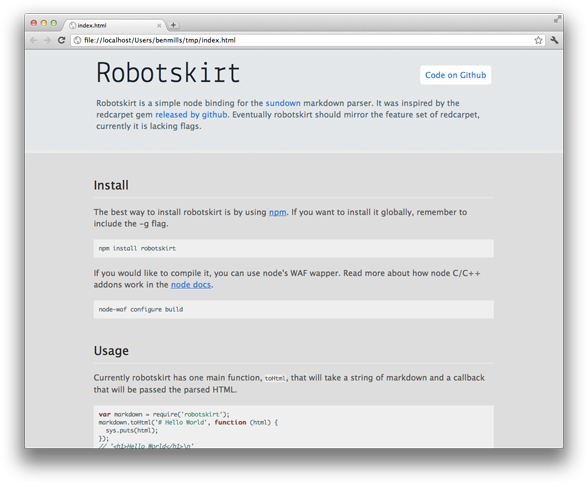 index.html
file://localhost/Users/benmills/tmp/index.html
Robotskirt
Code on Github
Robotskirt is a simple node binding for the sundown markdown parser. It was inspired by the
redcarpet gem released by github. Eventually robotskirt should mirror the feature set of redcarpet,
currently it is lacking flags.
Install
The best way to install robotskirt is by using npm. If you want to install it globally, remember to
include the -g flag.
npm install robotskirt
If you would like to compile it, you can use node's WAF wapper. Read more about how node C/C++
addons work in the node docs.
node-waf configure build
Usage
Currently robotskirt has one main function, toHtml, that will take a string of markdown and a callback
that will be passed the parsed HTML.
var markdown = require('robotskirt');
markdown.toHtml('# Hello World', function (html) {
sys.puts(html);
});
// '<h1>Hello World</h1>\n'